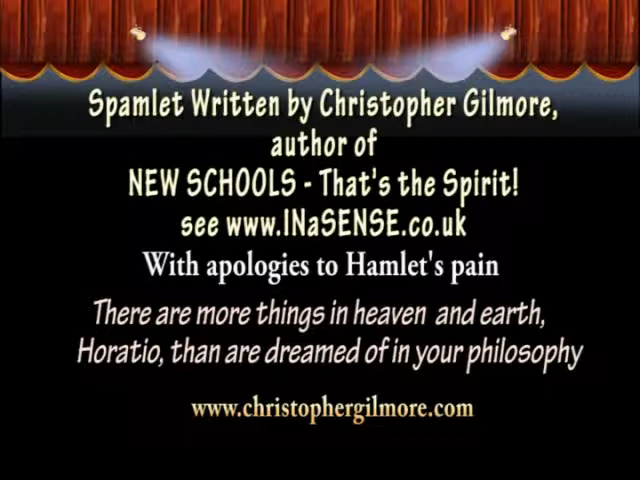 Spamlet Written by Christopher Gilmore,
author of
NEW SCHOOLS - That's the Spirit!
see www.INaSENSE.co.uk
With apologies to Hamlet's pain
There are more things in heaven and earth,
Horatio, than are dreamed of in your philosophy
www.christophergilmore.com